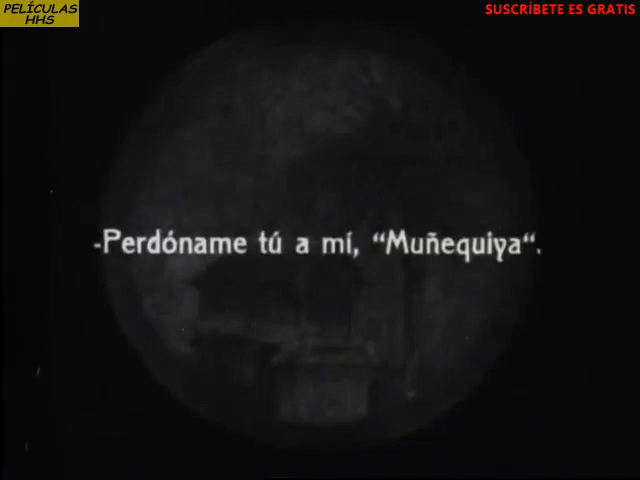 PELÍCULAS
HHS
SUSCRÍBETE ES GRATIS
-Perdóname tú a mí, “Muñequiya“.